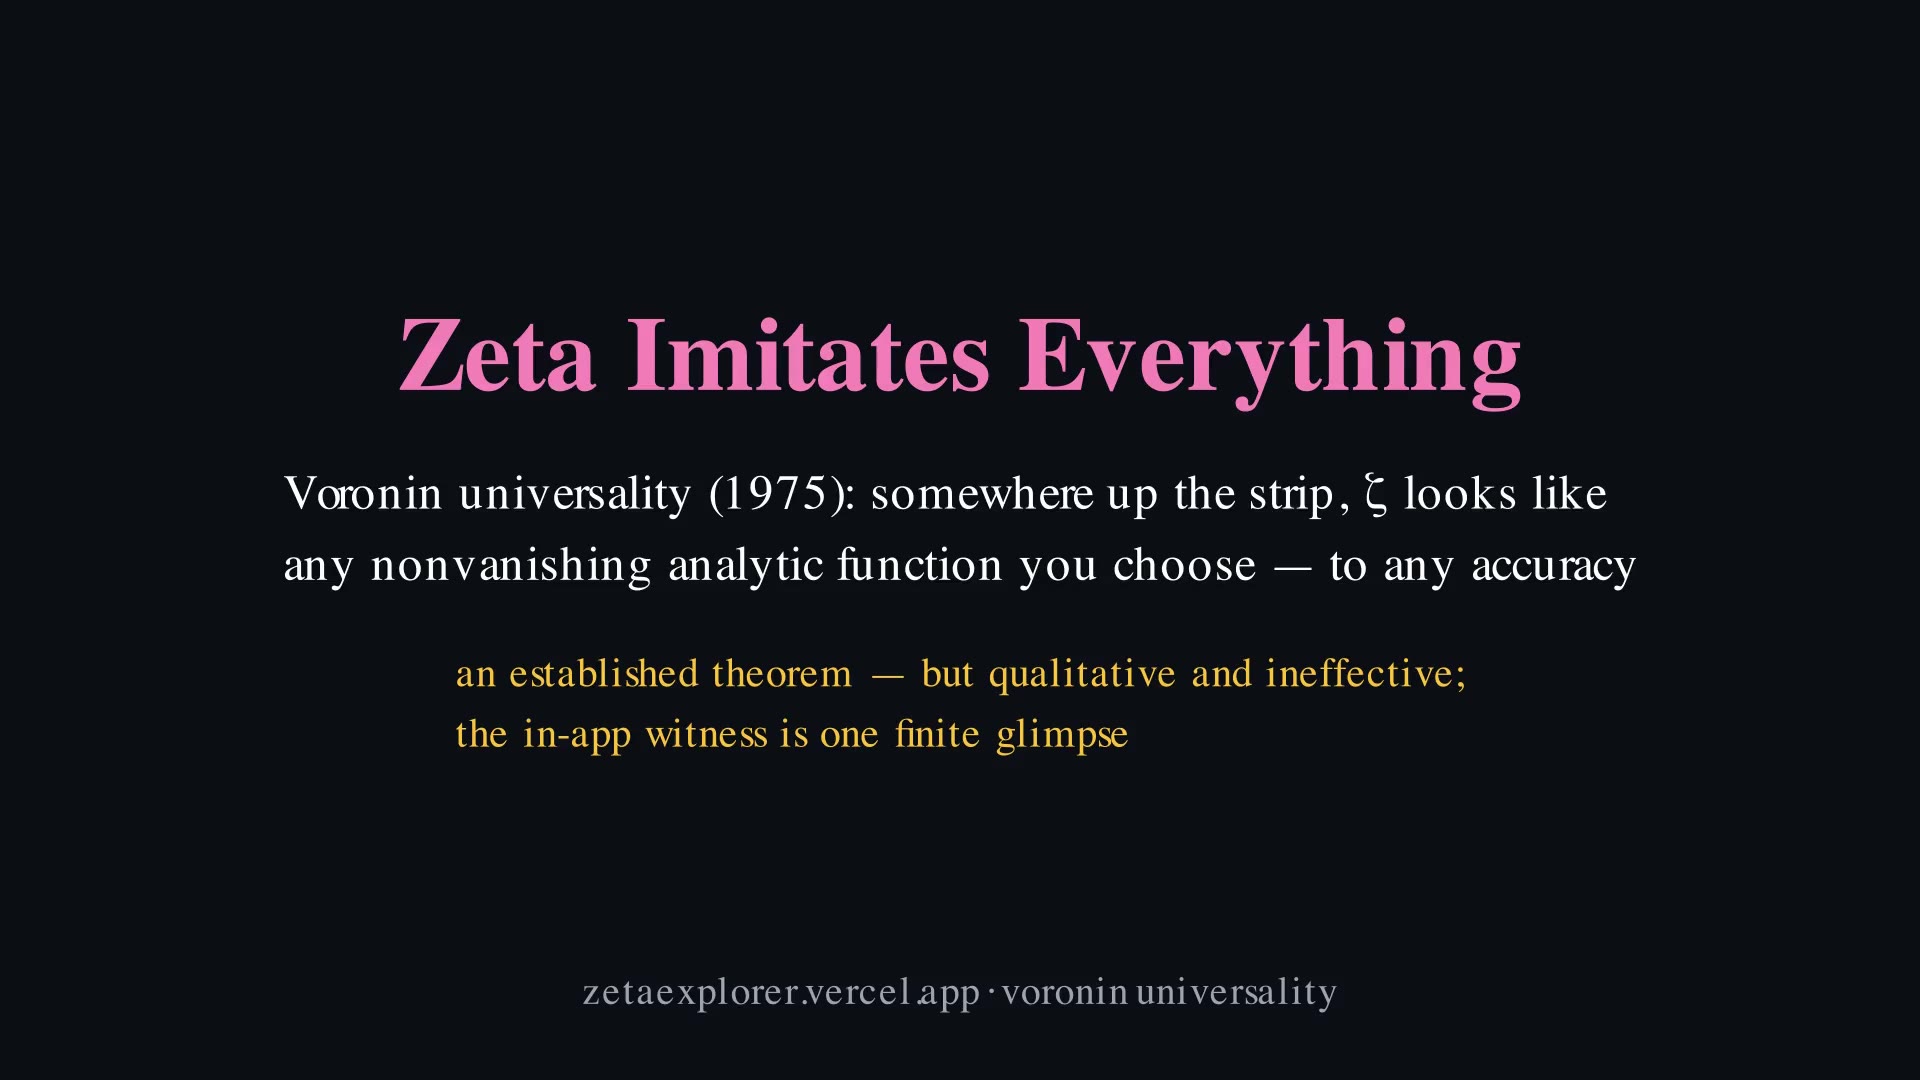 Zeta Imitates Everything
Voronin universality (1975): somewhere up the strip, ζ looks like
any nonvanishing analytic function you choose — to any accuracy
an established theorem — but qualitative and ineffective;
the in-app witness is one finite glimpse
zetaexplorer.vercel.app · voronin universality